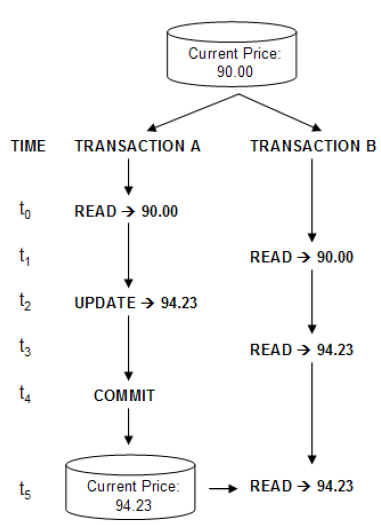 Current Price:
90.00
TIME TRANSACTION A TRANSACTION B
t0 READ → 90.00
t1 READ → 90.00
t2 UPDATE → 94.23
t3 READ → 94.23
t4 COMMIT
Current Price:
94.23
t5 READ → 94.23